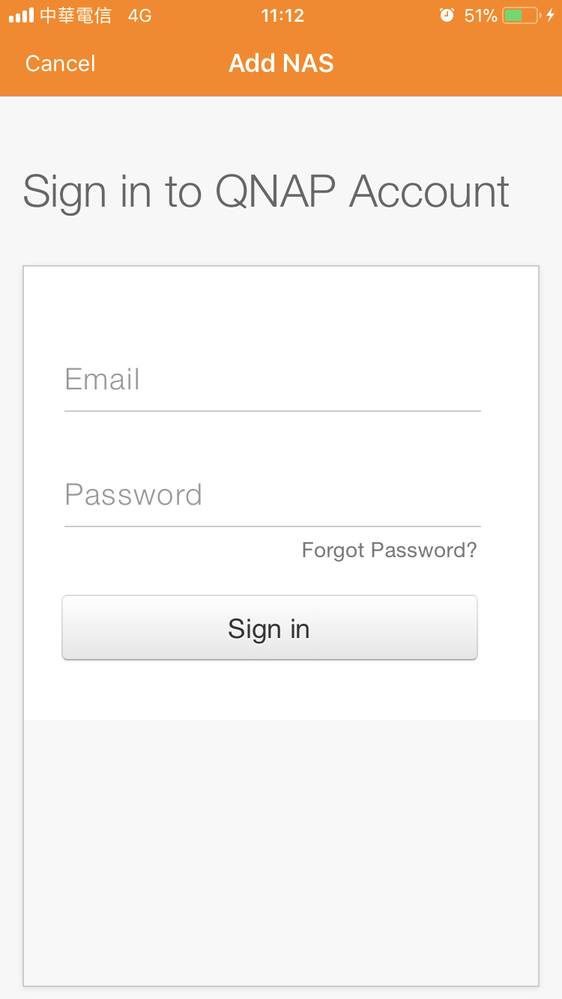 中華電信 4G 11:12 51%
Cancel Add NAS
Sign in to QNAP Account
Email
Password
Forgot Password?
Sign in